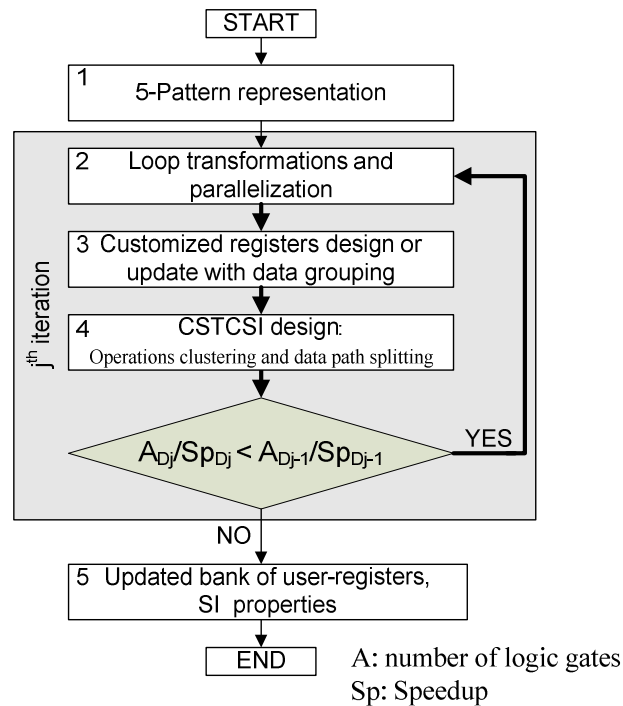 START
1
5-Pattern representation
2 Loop transformations and
parallelization
3 Customized registers design or
update with data grouping
4 CSTCSI design:
Operations clustering and data path splitting
jth iteration
ADj/SpDj < ADj-1/SpDj-1
YES
NO
5 Updated bank of user-registers,
SI properties
END
A: number of logic gates
Sp: Speedup